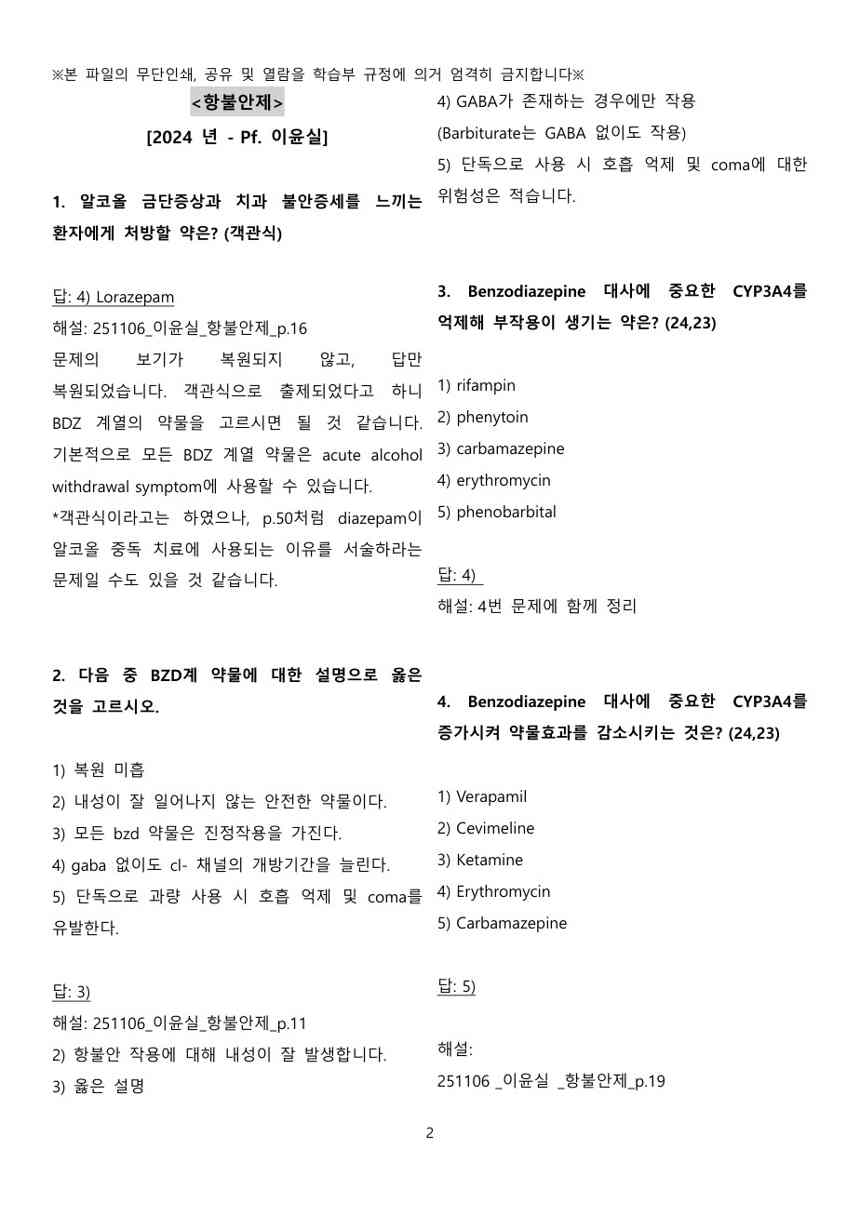 ※본 파일의 무단인쇄, 공유 및 열람을 학습부 규정에 의거 엄격히 금지합니다※
<항불안제>
[2024 년 - Pf. 이윤실]
1. 알코올 금단증상과 치과 불안증세를 느끼는
환자에게 처방할 약은? (객관식)
답: 4) Lorazepam
해설: 251106_이윤실_항불안제_p.16
문제의 보기가 복원되지 않고, 답만
복원되었습니다. 객관식으로 출제되었다고 하니
BDZ 계열의 약물을 고르시면 될 것 같습니다.
기본적으로 모든 BDZ 계열 약물은 acute alcohol
withdrawal symptom에 사용할 수 있습니다.
*객관식이라고는 하였으나, p.50처럼 diazepam이
알코올 중독 치료에 사용되는 이유를 서술하라는
문제일 수도 있을 것 같습니다.
2. 다음 중 BZD계 약물에 대한 설명으로 옳은
것을 고르시오.
1) 복원 미흡
2) 내성이 잘 일어나지 않는 안전한 약물이다.
3) 모든 bzd 약물은 진정작용을 가진다.
4) gaba 없이도 cl- 채널의 개방기간을 늘린다.
5) 단독으로 과량 사용 시 호흡 억제 및 coma를
유발한다.
답: 3)
해설: 251106_이윤실_항불안제_p.11
2) 항불안 작용에 대해 내성이 잘 발생합니다.
3) 옳은 설명
4) GABA가 존재하는 경우에만 작용
(Barbiturate는 GABA 없이도 작용)
5) 단독으로 사용 시 호흡 억제 및 coma에 대한
위험성은 적습니다.
3. Benzodiazepine 대사에 중요한 CYP3A4를
억제해 부작용이 생기는 약은? (24,23)
1) rifampin
2) phenytoin
3) carbamazepine
4) erythromycin
5) phenobarbital
답: 4)
해설: 4번 문제에 함께 정리
4. Benzodiazepine 대사에 중요한 CYP3A4를
증가시켜 약물효과를 감소시키는 것은? (24,23)
1) Verapamil
2) Cevimeline
3) Ketamine
4) Erythromycin
5) Carbamazepine
답: 5)
해설:
251106 _이윤실 _항불안제_p.19
2